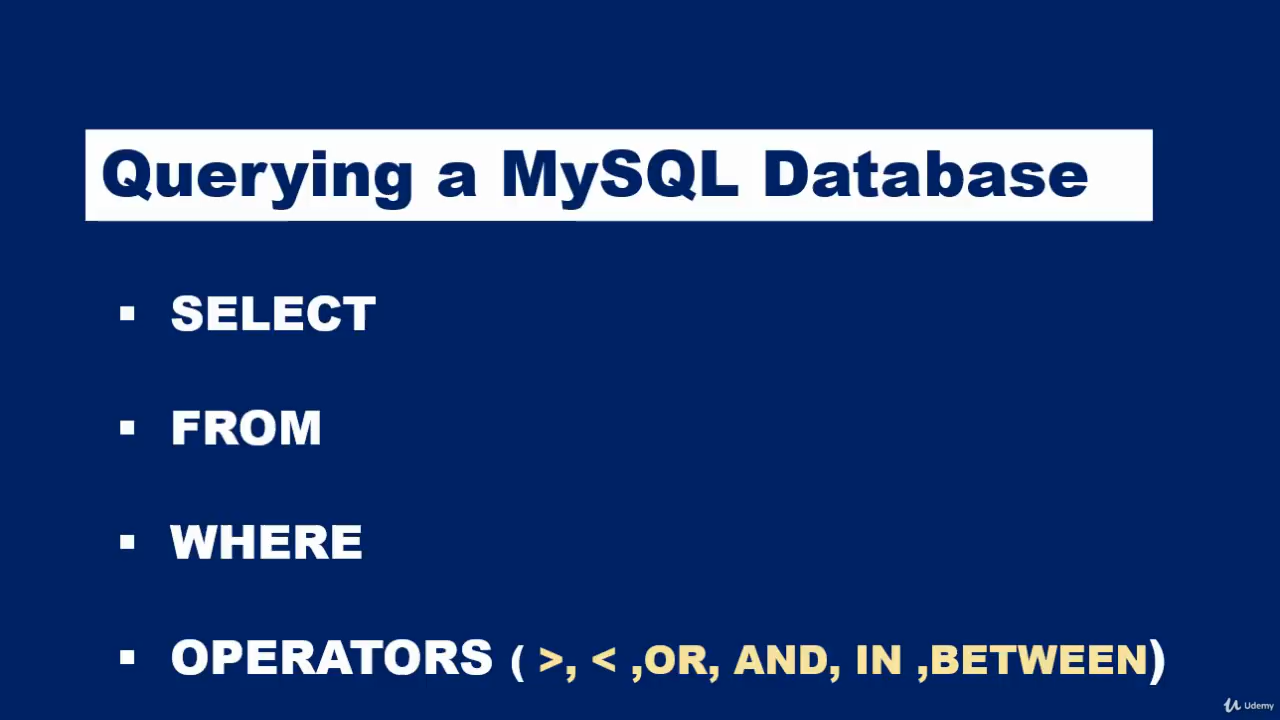 Querying a MySQL Database
▪ SELECT
▪ FROM
▪ WHERE
▪ OPERATORS ( >, < ,OR, AND, IN ,BETWEEN)
Udemy